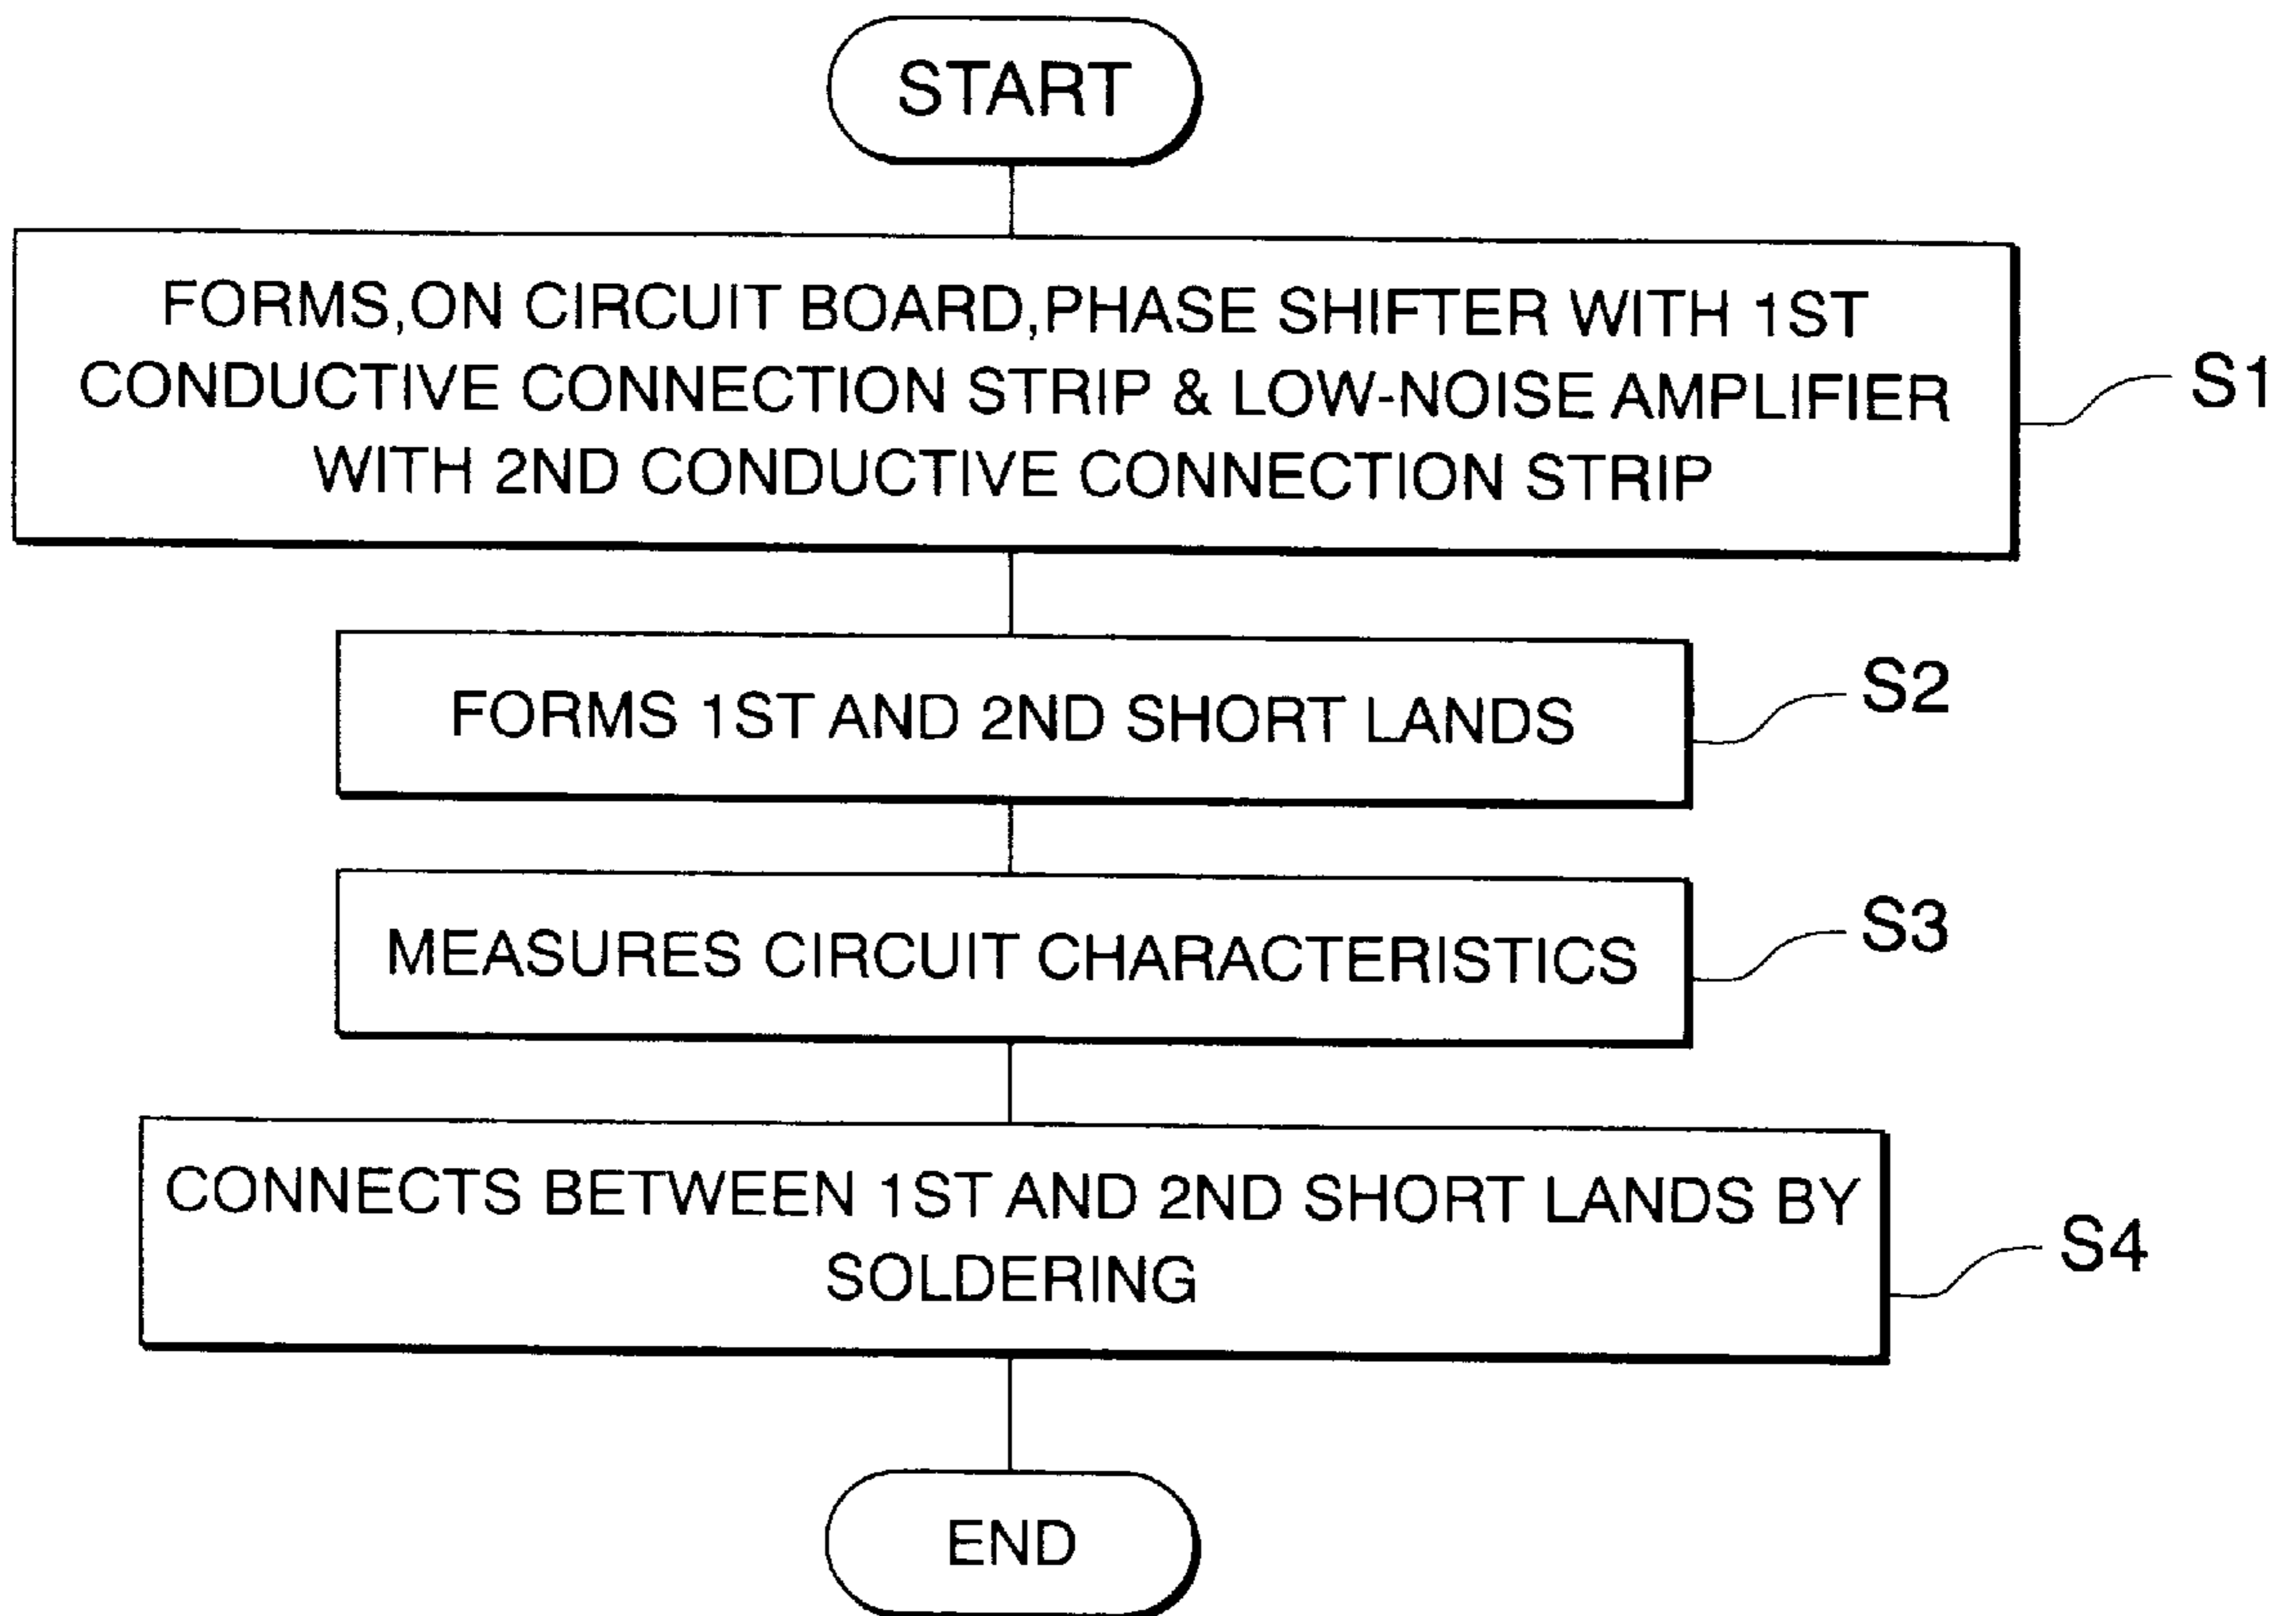 START
FORMS,ON CIRCUIT BOARD,PHASE SHIFTER WITH 1ST
CONDUCTIVE CONNECTION STRIP & LOW-NOISE AMPLIFIER
WITH 2ND CONDUCTIVE CONNECTION STRIP
S1
FORMS 1ST AND 2ND SHORT LANDS
S2
MEASURES CIRCUIT CHARACTERISTICS
S3
CONNECTS BETWEEN 1ST AND 2ND SHORT LANDS BY
SOLDERING
S4
END